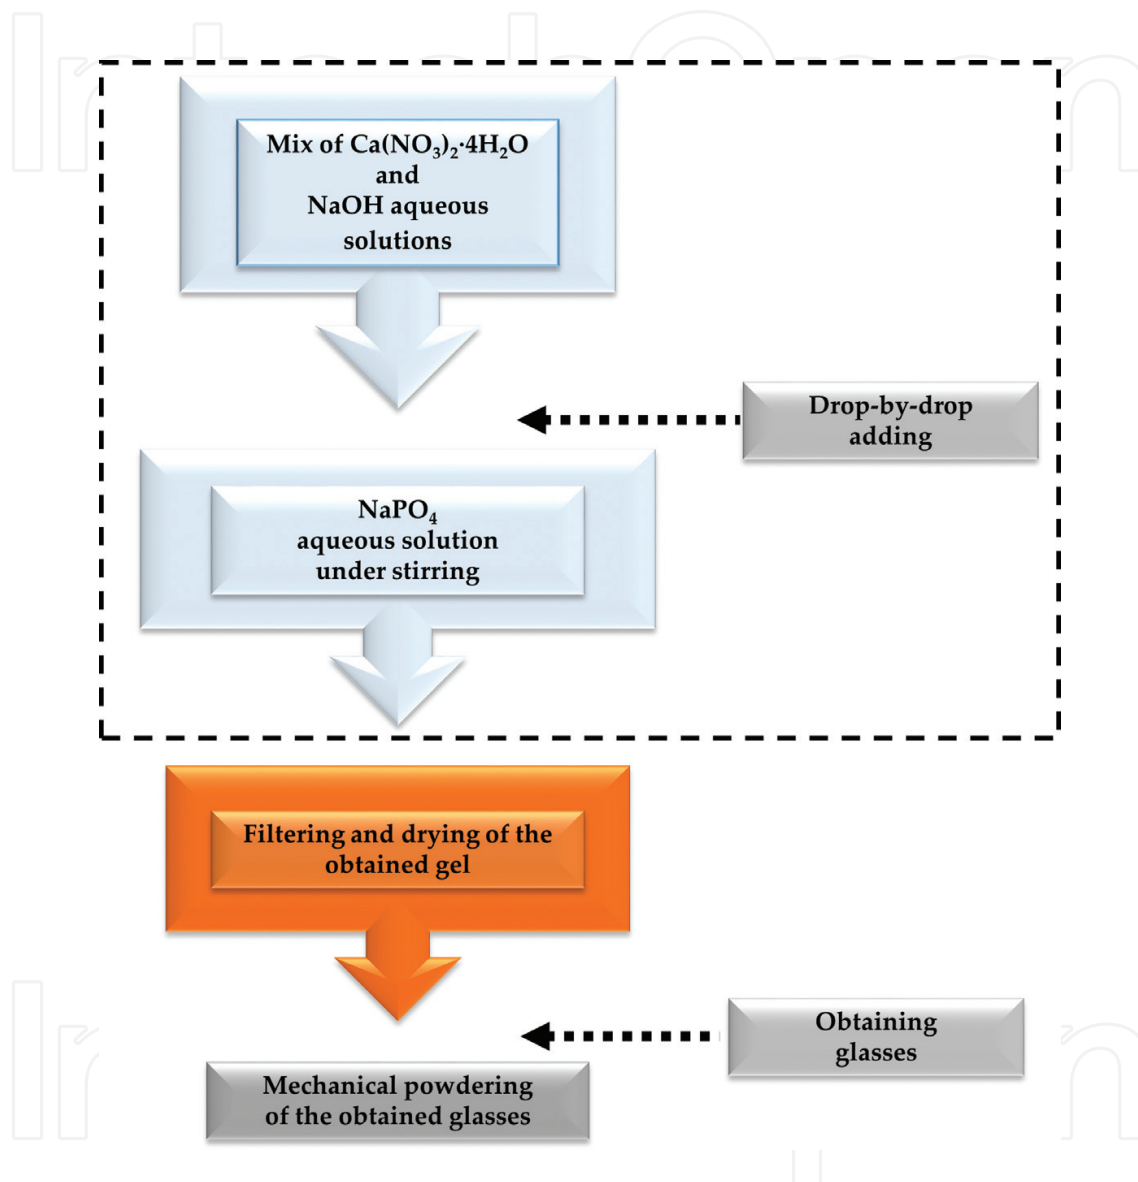 Mix of Ca(NO₃)₂·4H₂O
and
NaOH aqueous
solutions
Drop-by-drop
adding
NaPO₄
aqueous solution
under stirring
Filtering and drying of the
obtained gel
Obtaining
glasses
Mechanical powdering
of the obtained glasses